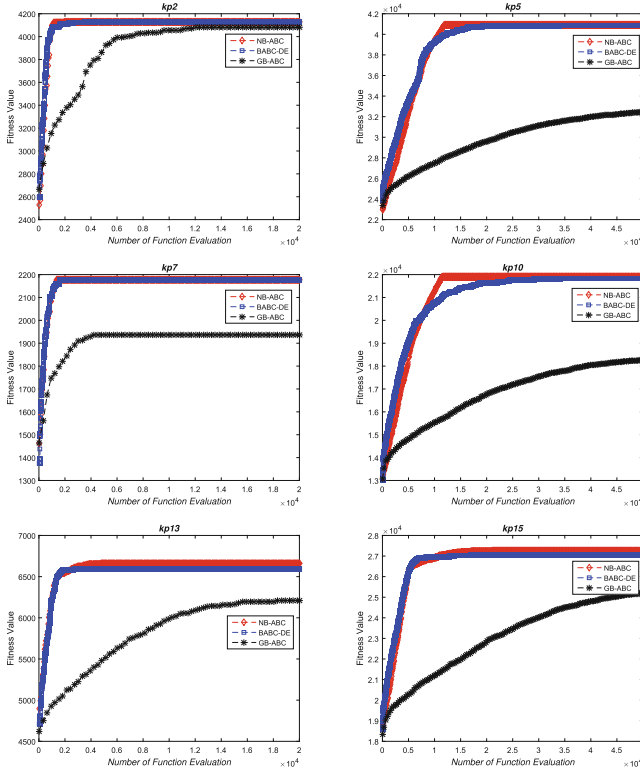 kp2
4200
4000
3800
3600
3400
3200
3000
2800
2600
2400
Fitness Value
0 0.2 0.4 0.6 0.8 1 1.2 1.4 1.6 1.8 2
Number of Function Evaluation
× 10^4
NB-ABC
BABC-DE
GB-ABC
kp5
× 10^4
4.2
4
3.8
3.6
3.4
3.2
3
2.8
2.6
2.4
2.2
Fitness Value
0 0.5 1 1.5 2 2.5 3 3.5 4 4.5
Number of Function Evaluation
× 10^4
NB-ABC
BABC-DE
GB-ABC
kp7
2200
2100
2000
1900
1800
1700
1600
1500
1400
1300
Fitness Value
0 0.2 0.4 0.6 0.8 1 1.2 1.4 1.6 1.8 2
Number of Function Evaluation
× 10^4
NB-ABC
BABC-DE
GB-ABC
kp10
× 10^4
2.2
2.1
2
1.9
1.8
1.7
1.6
1.5
1.4
1.3
Fitness Value
0 0.5 1 1.5 2 2.5 3 3.5 4 4.5
Number of Function Evaluation
× 10^4
NB-ABC
BABC-DE
GB-ABC
kp13
7000
6500
6000
5500
5000
4500
Fitness Value
0 0.2 0.4 0.6 0.8 1 1.2 1.4 1.6 1.8 2
Number of Function Evaluation
× 10^4
NB-ABC
BABC-DE
GB-ABC
kp15
× 10^4
2.8
2.7
2.6
2.5
2.4
2.3
2.2
2.1
2
1.9
1.8
Fitness Value
0 0.5 1 1.5 2 2.5 3 3.5 4 4.5
Number of Function Evaluation
× 10^4
NB-ABC
BABC-DE
GB-ABC